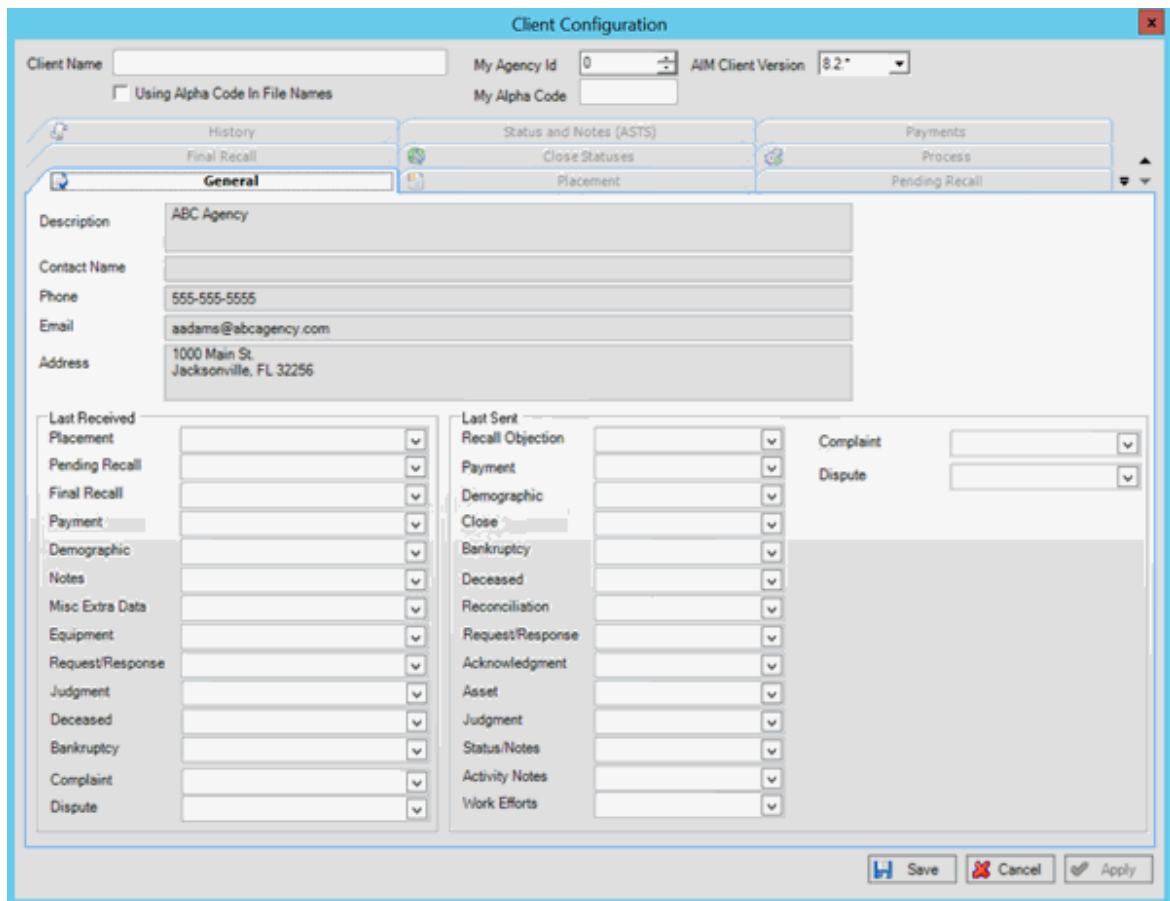 Client Configuration
x
Client Name
My Agency Id 0
AIM Client Version 8.2.*
Using Alpha Code In File Names
My Alpha Code
History
Status and Notes (ASTS)
Payments
Final Recall
Close Statuses
Process
General
Placement
Pending Recall
Description
ABC Agency
Contact Name
Phone
555-555-5555
Email
aadams@abcagency.com
Address
1000 Main St.
Jacksonville, FL 32256
Last Received
Placement
Pending Recall
Final Recall
Payment
Demographic
Notes
Misc Extra Data
Equipment
Request/Response
Judgment
Deceased
Bankruptcy
Complaint
Dispute
Last Sent
Recall Objection
Payment
Demographic
Close
Bankruptcy
Deceased
Reconciliation
Request/Response
Acknowledgment
Asset
Judgment
Status/Notes
Activity Notes
Work Efforts
Complaint
Dispute
Save
Cancel
Apply